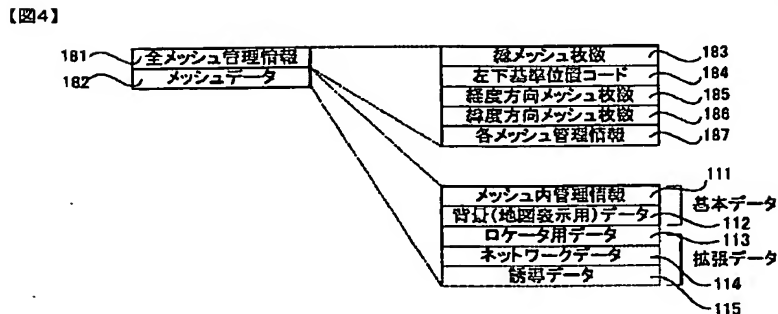 【図4】
181 全メッシュ管理情報
182 メッシュデータ
総メッシュ枚数 183
左下基準位置コード 184
経度方向メッシュ枚数 185
緯度方向メッシュ枚数 186
各メッシュ管理情報 187
111
メッシュ内管理情報
基本データ
背景(地図表示用)データ 112
ロケータ用データ 113
拡張データ
ネットワークデータ 114
誘導データ
115